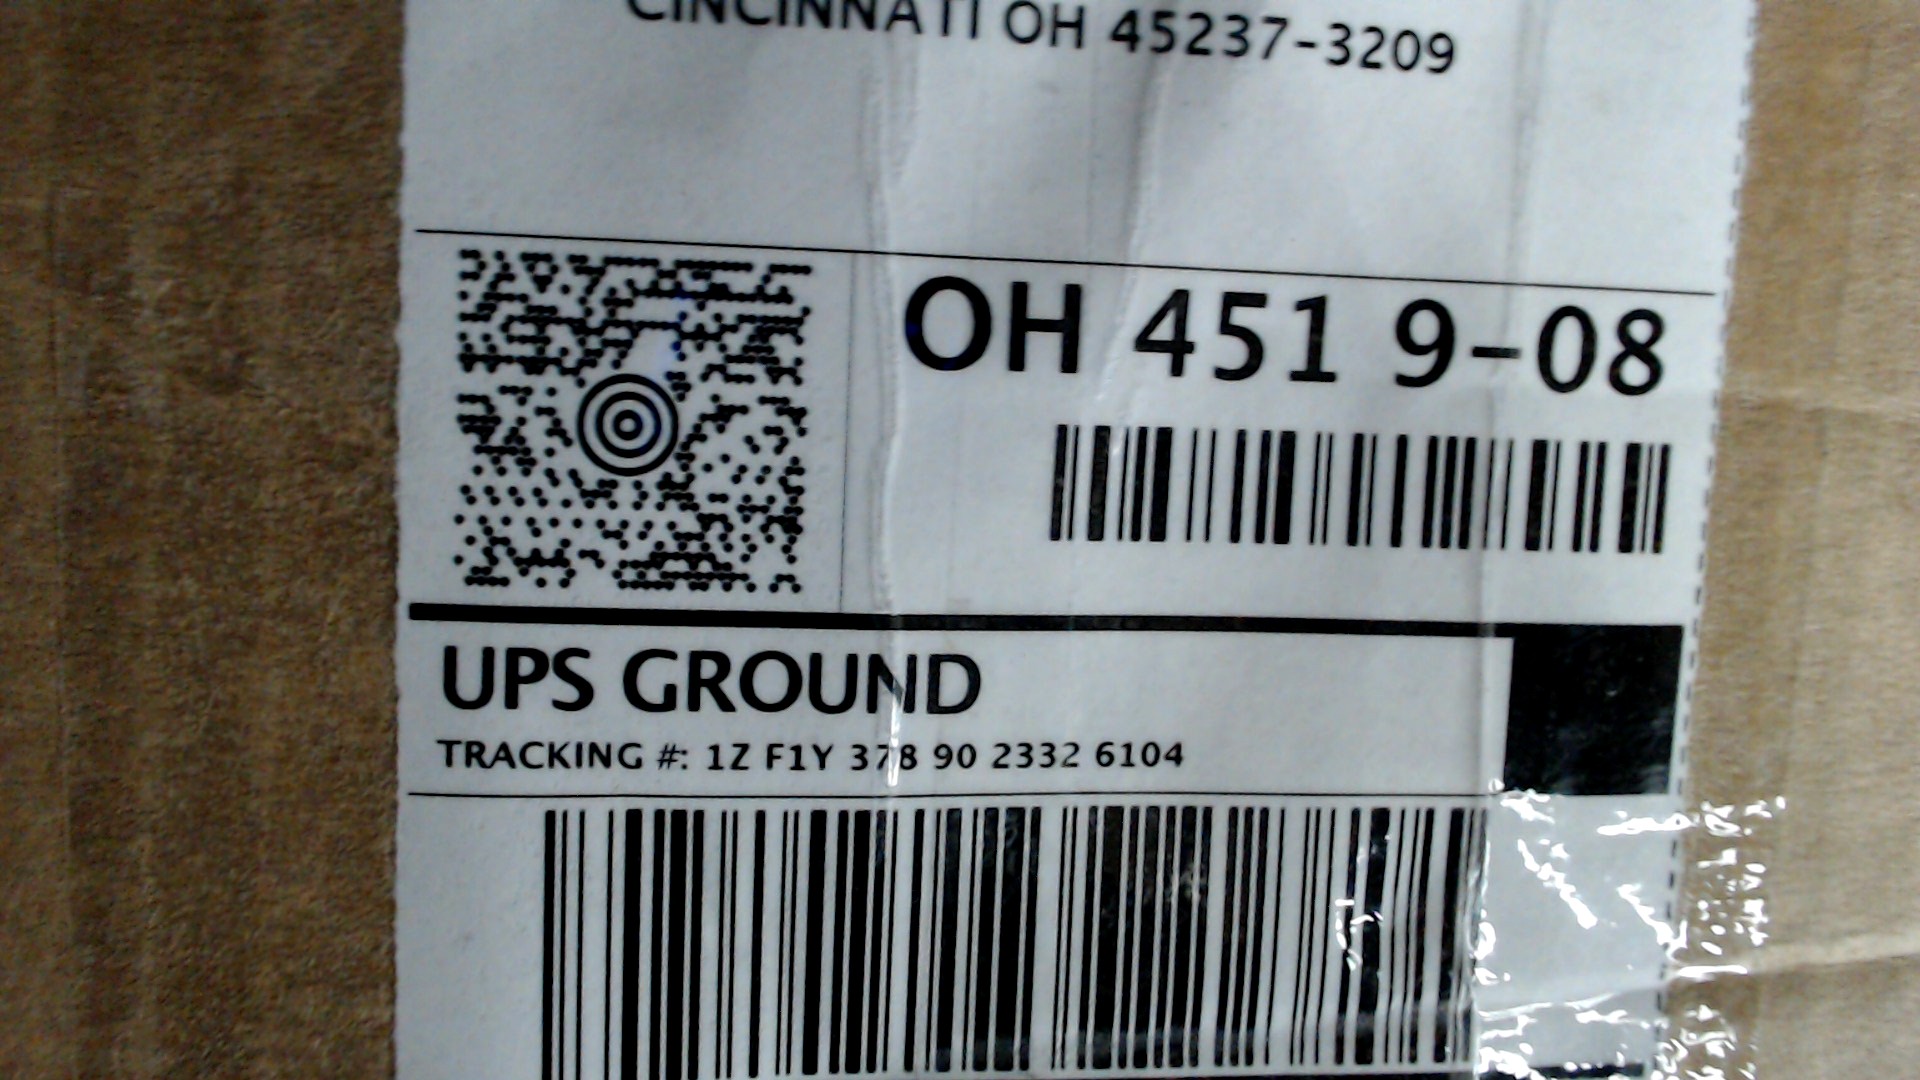 CINCINNATI OH 45237-3209
OH 451 9-08
UPS GROUND
TRACKING #: 1Z F1Y 378 90 2332 6104